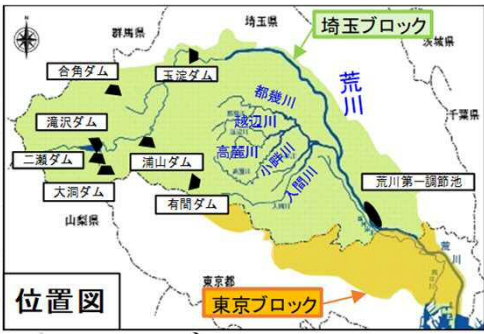 群馬県
埼玉県
埼玉ブロック
茨城県
合角ダム
玉淀ダム
荒川
都幾川
越辺川
千葉県
滝沢ダム
高麗川
小畔川
二瀬ダム
浦山ダム
入間川
荒川第一調節池
大洞ダム
有間ダム
山梨県
入間川
荒川
東京都
位置図
東京ブロック